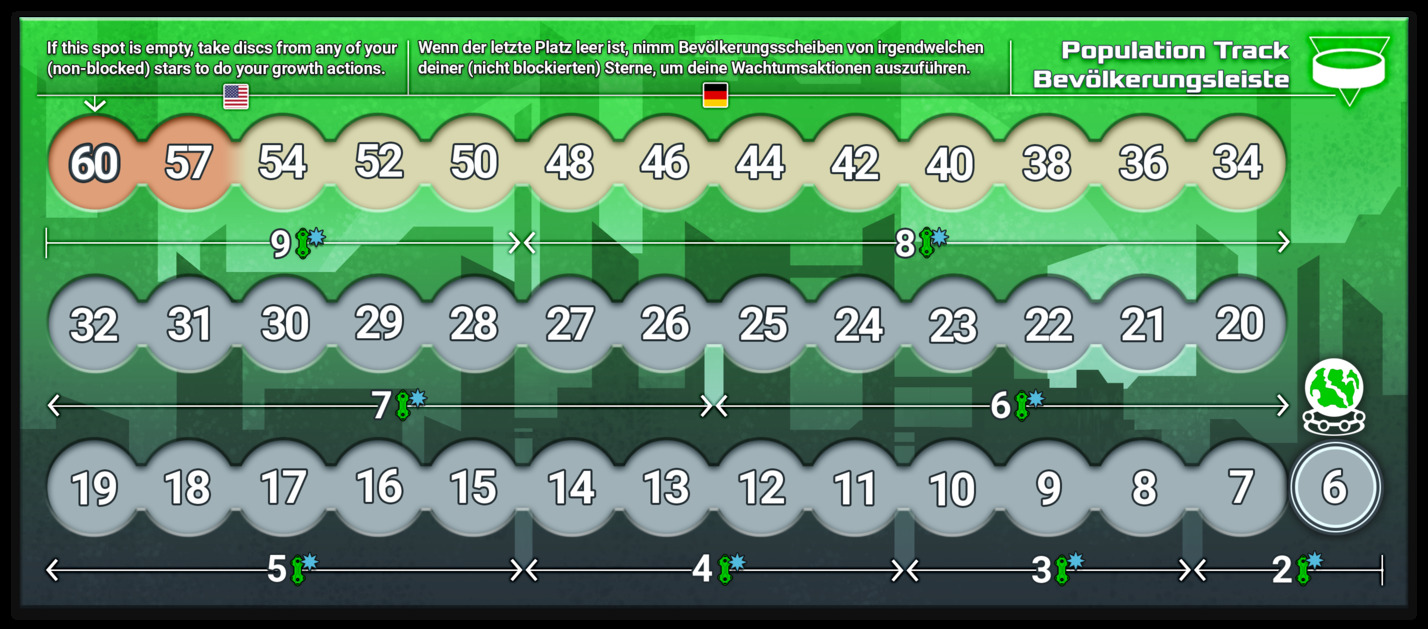 If this spot is empty, take discs from any of your
(non-blocked) stars to do your growth actions.
Wenn der letzte Platz leer ist, nimm Bevölkerungsscheiben von irgendwelchen
deiner (nicht blockierten) Sterne, um deine Wachtumsaktionen auszuführen.
Population Track
Bevölkerungsleiste
60 57 54 52 50 48 46 44 42 40 38 36 34
9 8
32 31 30 29 28 27 26 25 24 23 22 21 20
7 6
19 18 17 16 15 14 13 12 11 10 9 8 7 6
5 4 3 2